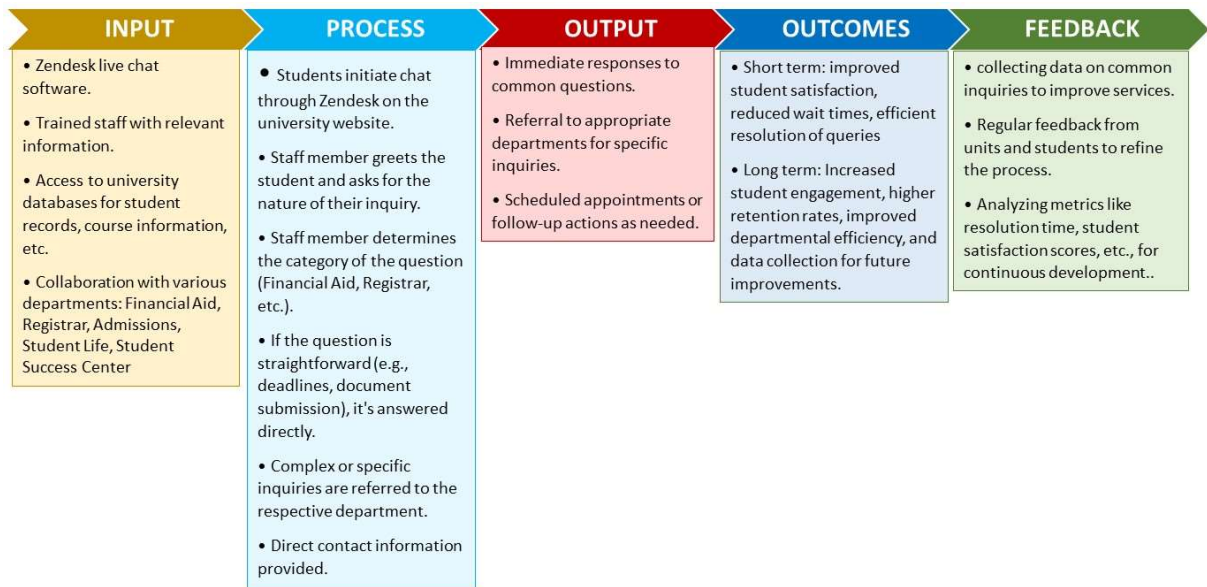 INPUT
PROCESS
OUTPUT
OUTCOMES
FEEDBACK
• Zendesk live chat
software.
• Trained staff with relevant
information.
• Access to university
databases for student
records, course information,
etc.
• Collaboration with various
departments: Financial Aid,
Registrar, Admissions,
Student Life, Student
Success Center
• Students initiate chat
through Zendesk on the
university website.
• Staff member greets the
student and asks for the
nature of their inquiry.
• Staff member determines
the category of the question
(Financial Aid, Registrar,
etc.).
• If the question is
straightforward (e.g.,
deadlines, document
submission), it's answered
directly.
• Complex or specific
inquiries are referred to the
respective department.
• Direct contact information
provided.
• Immediate responses to
common questions.
• Referral to appropriate
departments for specific
inquiries.
• Scheduled appointments or
follow-up actions as needed.
• Short term: improved
student satisfaction,
reduced wait times, efficient
resolution of queries
• Long term: Increased
student engagement, higher
retention rates, improved
departmental efficiency, and
data collection for future
improvements.
• collecting data on common
inquiries to improve services.
• Regular feedback from
units and students to refine
the process.
• Analyzing metrics like
resolution time, student
satisfaction scores, etc., for
continuous development..